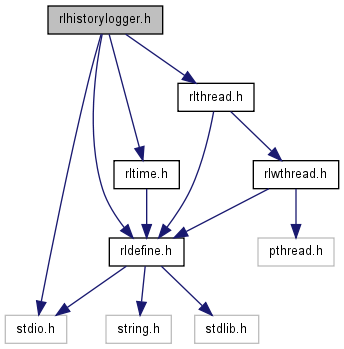 rlhistorylogger.h
rlthread.h
rltime.h
rlwthread.h
rldefine.h
pthread.h
stdio.h
string.h
stdlib.h